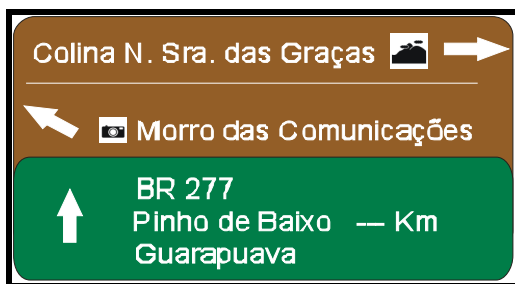 Colina N. Sra. das Graças
Morro das Comunicações
BR 277
Pinho de Baixo --- Km
Guarapuava